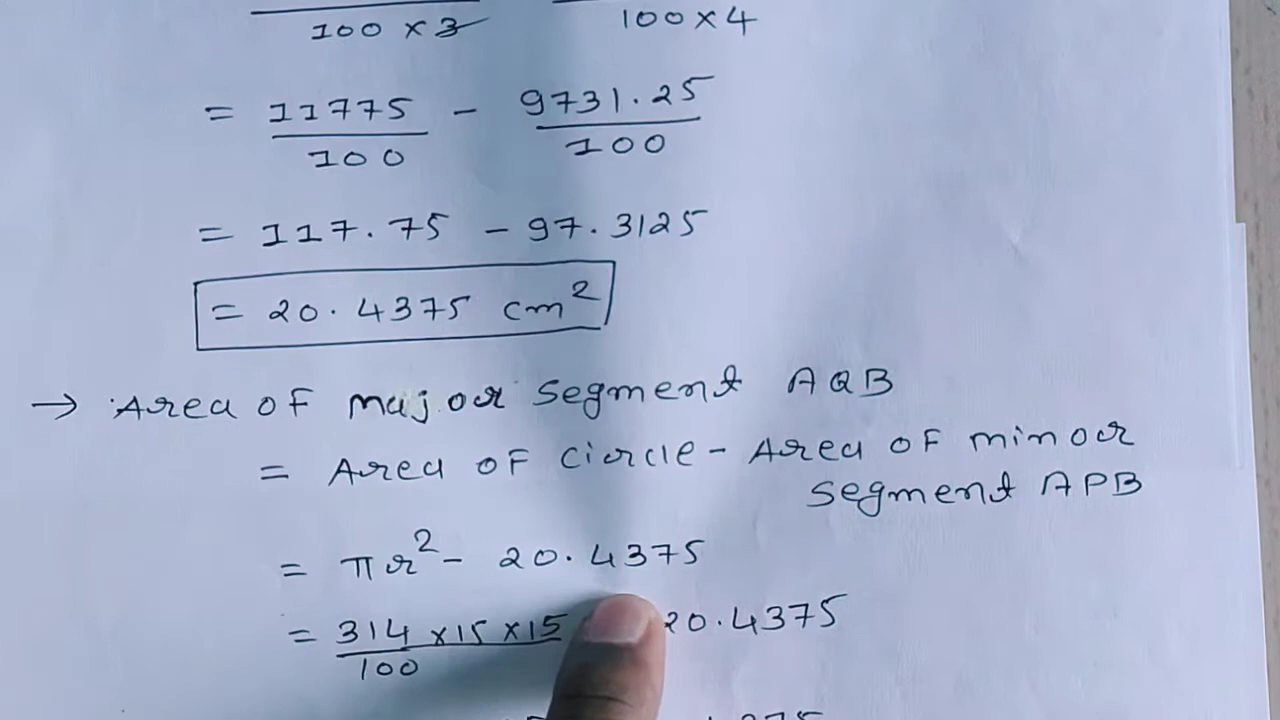 100 × 3 100 × 4
= 11775/100 - 9731.25/100
= 117.75 - 97.3125
= 20.4375 cm²
→ Area of major segment AQB
= Area of circle - Area of minor
segment APB
= πr² - 20.4375
= 314 × 15 × 15/100 20.4375